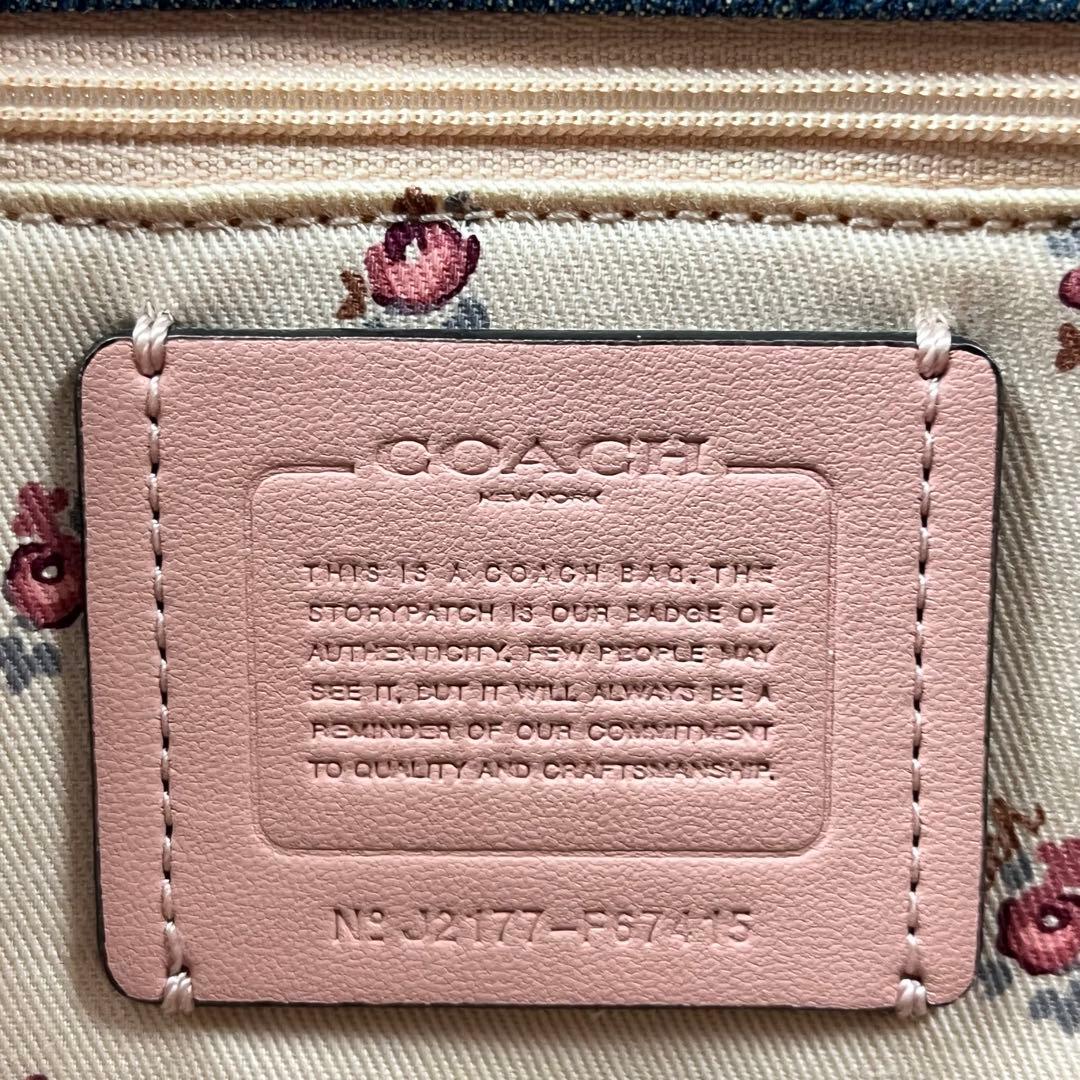 COACH
NEW YORK
THIS IS A COACH BAG. THE
STORYPATCH IS OUR BADGE OF
AUTHENTICITY. FEW PEOPLE MAY
SEE IT, BUT IT WILL ALWAYS BE A
REMINDER OF OUR COMMITMENT
TO QUALITY AND CRAFTSMANSHIP.
Nº J2177-F67415